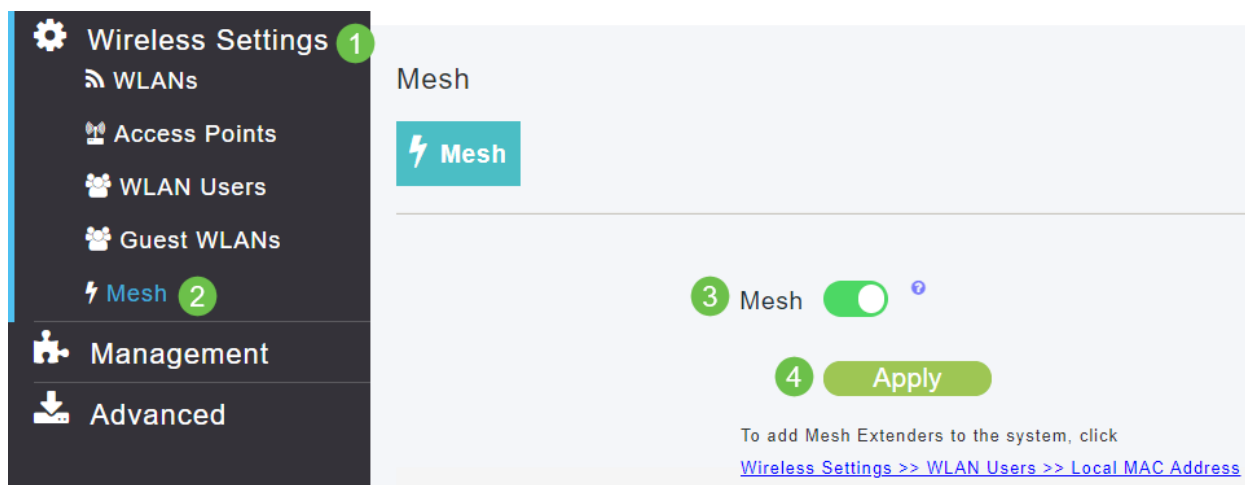 Wireless Settings 1
WLANs
Access Points
WLAN Users
Guest WLANs
Mesh 2
Management
Advanced
Mesh
Mesh
3 Mesh ?
4 Apply
To add Mesh Extenders to the system, click
Wireless Settings >> WLAN Users >> Local MAC Address